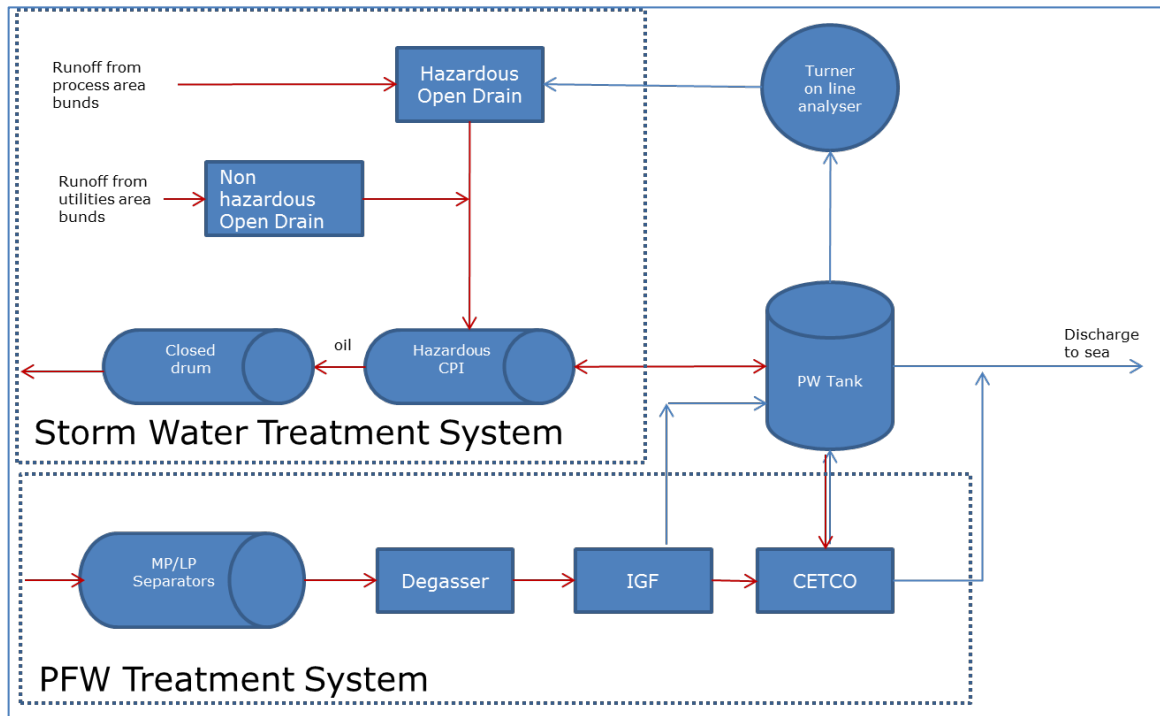 Runoff from
process area
bunds
Hazardous
Open Drain
Turner
on line
analyser
Runoff from
utilities area
bunds
Non
hazardous
Open Drain
Closed
drum
oil
Hazardous
CPI
PW Tank
Discharge
to sea
Storm Water Treatment System
MP/LP
Separators
Degasser
IGF
CETCO
PFW Treatment System